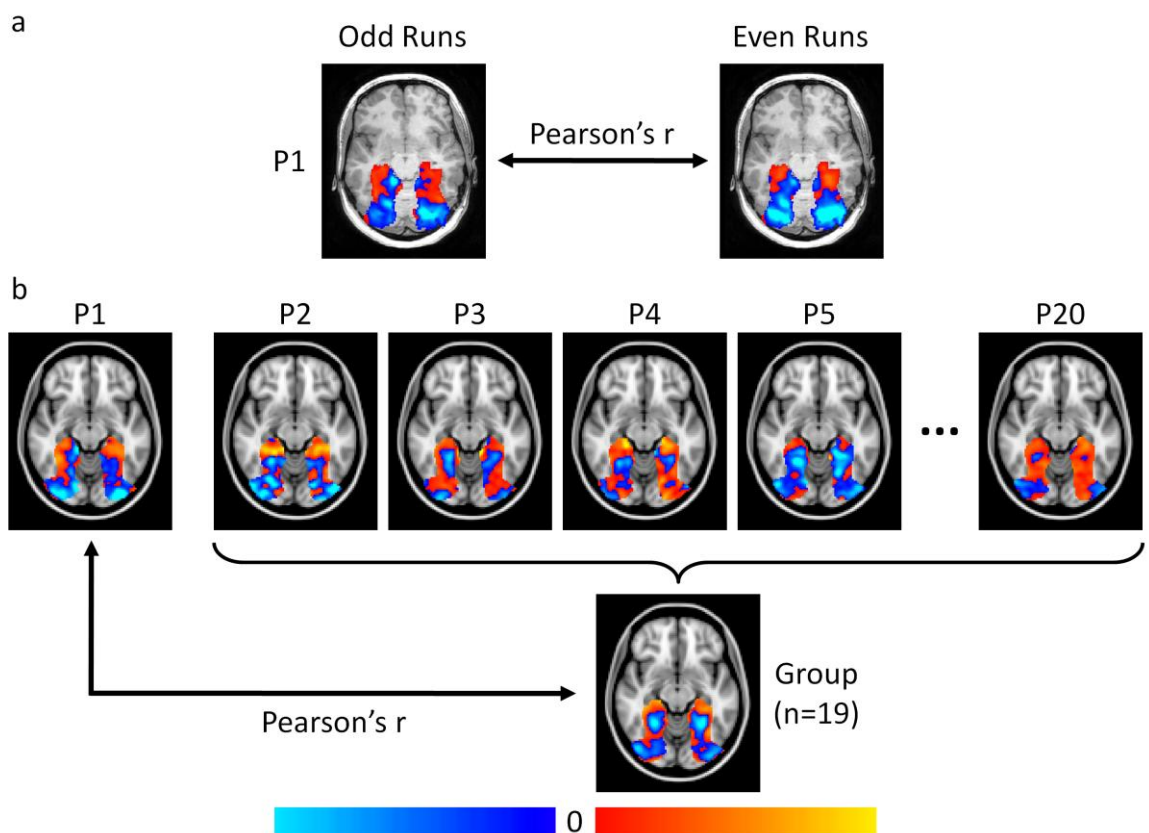 a
Odd Runs
Even Runs
P1
Pearson's r
b
P1
P2
P3
P4
P5
P20
...
Pearson's r
Group
(n=19)
0